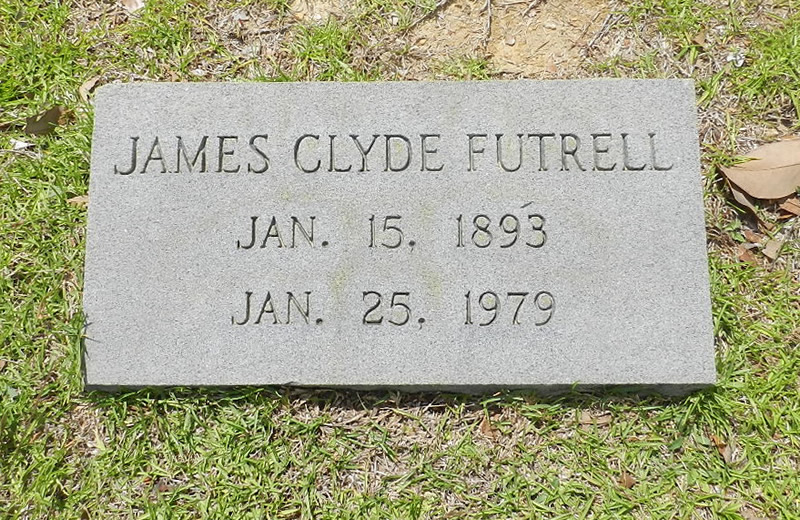 JAMES CLYDE FUTRELL
JAN. 15, 1893
JAN. 25, 1979